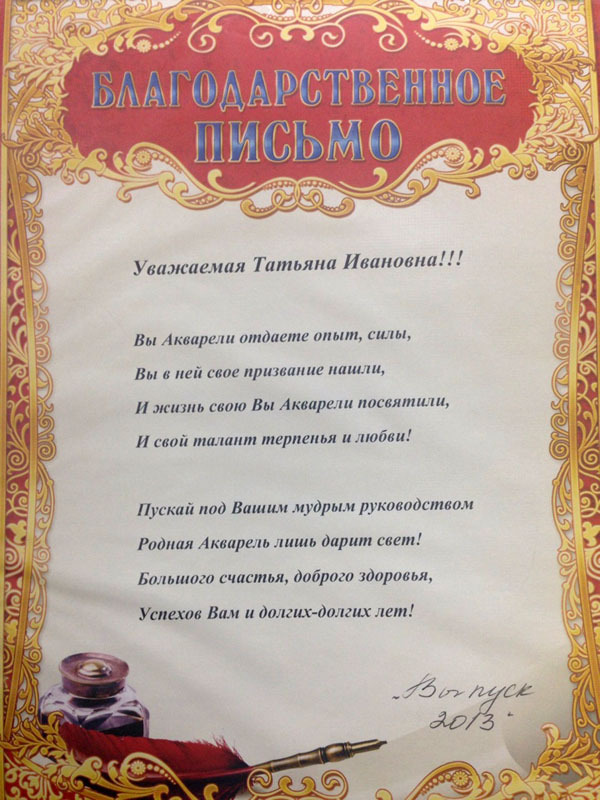 БЛАГОДАРСТВЕННОЕ
ПИСЬМО
Уважаемая Татьяна Ивановна!!!
Вы Акварели отдаете опыт, силы,
Вы в ней свое призвание нашли,
И жизнь свою Вы Акварели посвятили,
И свой талант терпенья и любви!
Пускай под Вашим мудрым руководством
Родная Акварель лишь дарит свет!
Большого счастья, доброго здоровья,
Успехов Вам и долгих-долгих лет!
„Выпуск
2013"